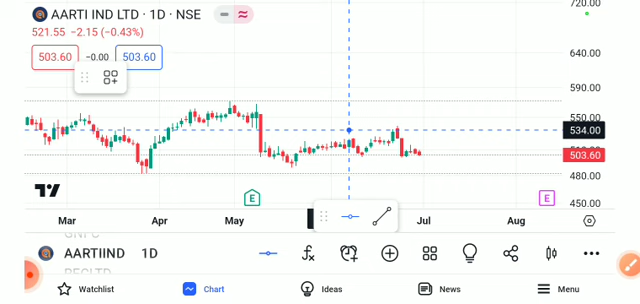 AARTI IND LTD · 1D · NSE
521.55 −2.15 (−0.43%)
503.60 −0.00 503.60
720.00
640.00
590.00
550.00
534.00
503.60
480.00
450.00
E E
Mar Apr May Jul Aug
AARTIIND 1D
Watchlist Chart Ideas News Menu